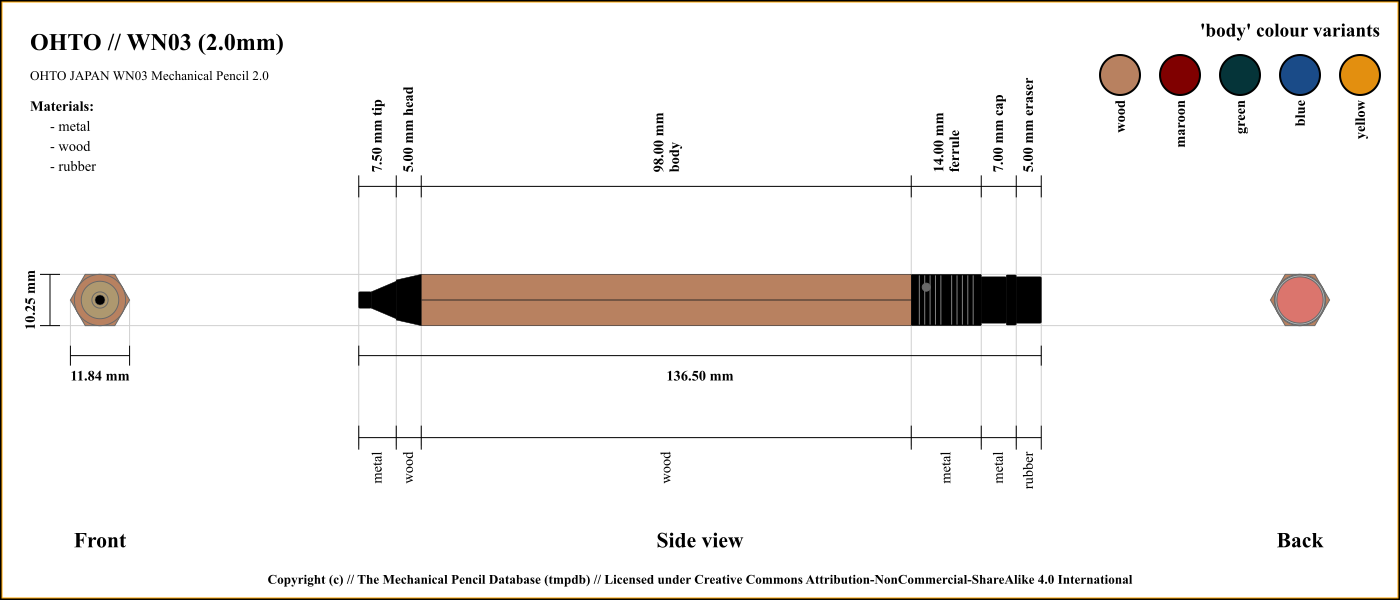 OHTO // WN03 (2.0mm)
OHTO JAPAN WN03 Mechanical Pencil 2.0
Materials:
- metal
- wood
- rubber
'body' colour variants
wood
maroon
green
blue
yellow
7.50 mm tip
5.00 mm head
98.00 mm
body
14.00 mm
ferrule
7.00 mm cap
5.00 mm eraser
10.25 mm
11.84 mm
136.50 mm
metal
wood
wood
metal
metal
rubber
Front
Side view
Back
Copyright (c) // The Mechanical Pencil Database (tmpdb) // Licensed under Creative Commons Attribution-NonCommercial-ShareAlike 4.0 International